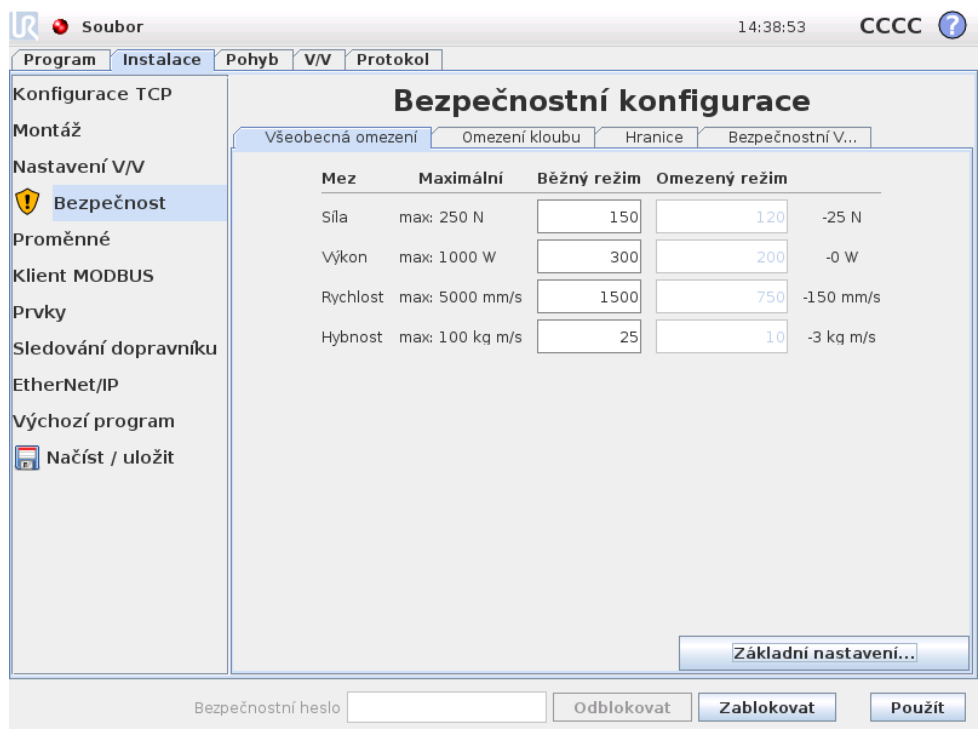 UR Soubor 14:38:53 CCCC ?
Program Instalace Pohyb V/V Protokol
Konfigurace TCP
Montáž
Nastavení V/V
Bezpečnost
Proměnné
Klient MODBUS
Prvky
Sledování dopravníku
EtherNet/IP
Výchozí program
Načíst / uložit
Bezpečnostní konfigurace
Všeobecná omezení Omezení kloubu Hranice Bezpečnostní V...
Mez Maximální Běžný režim Omezený režim
Síla max: 250 N 150 120 -25 N
Výkon max: 1000 W 300 200 -0 W
Rychlost max: 5000 mm/s 1500 750 -150 mm/s
Hybnost max: 100 kg m/s 25 10 -3 kg m/s
Základní nastavení...
Bezpečnostní heslo Odblokovat Zablokovat Použít